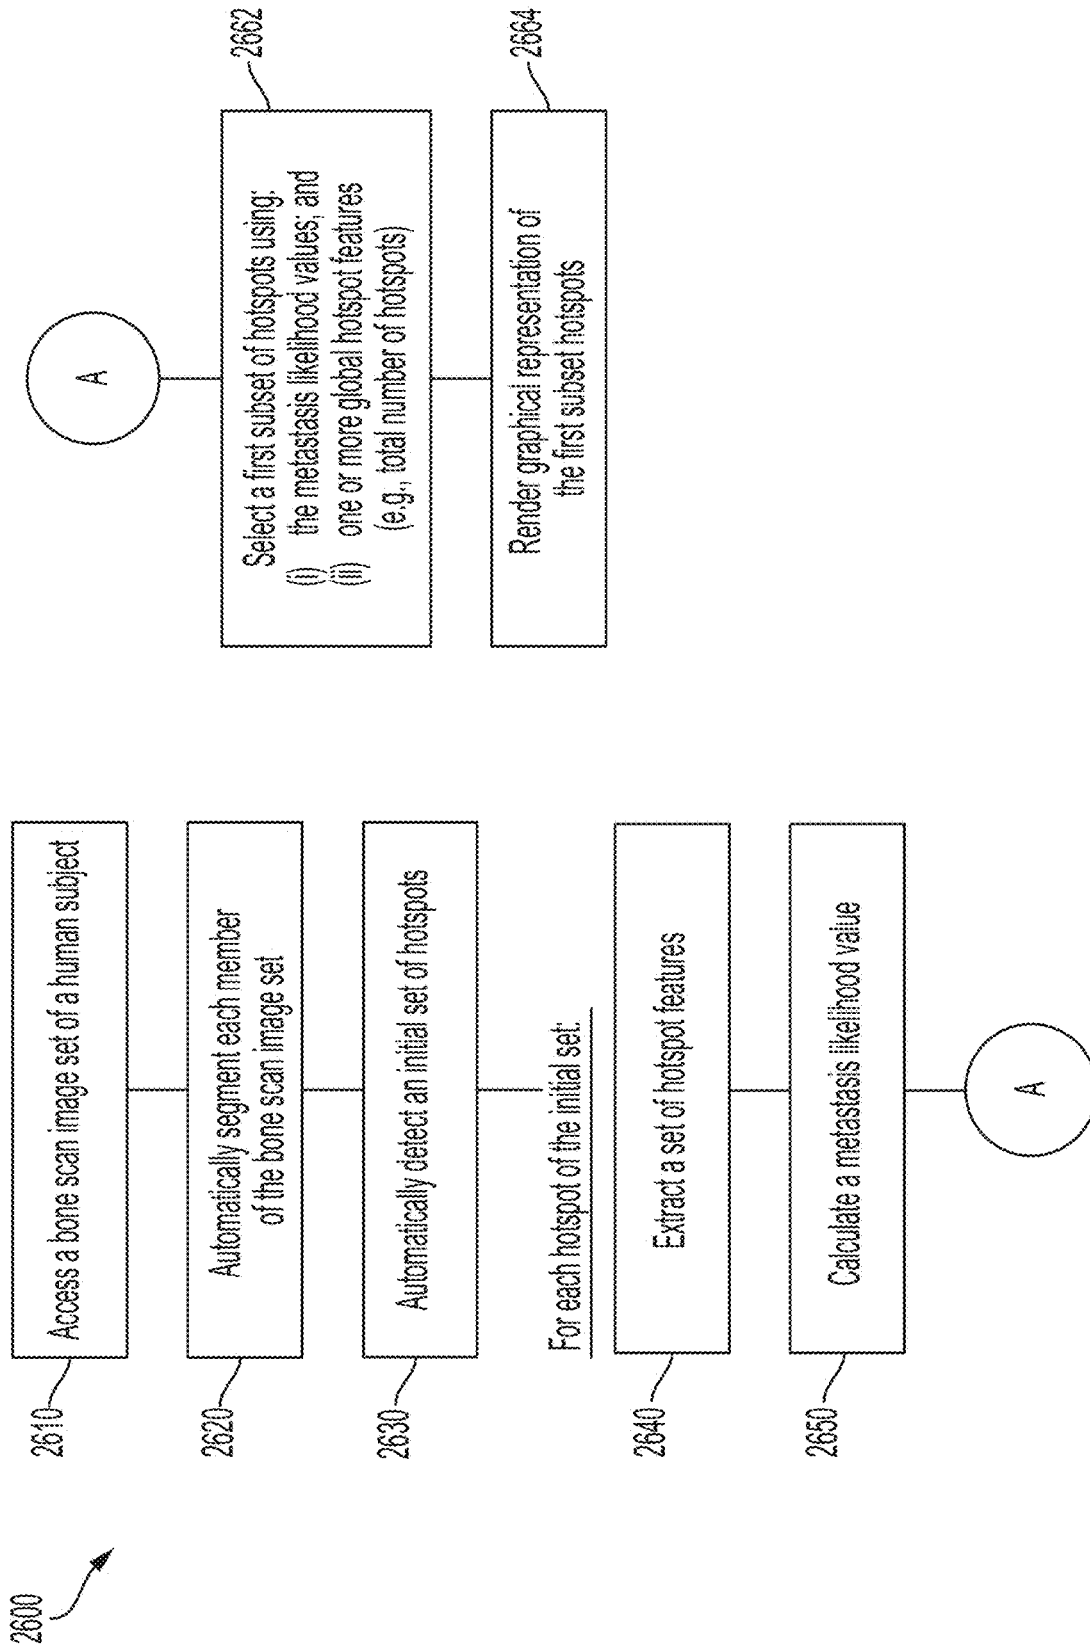 2600
2610
Access a bone scan image set of a human subject
2620
Automatically segment each member
of the bone scan image set
2630
Automatically detect an initial set of hotspots
For each hotspot of the initial set:
2640
Extract a set of hotspot features
2650
Calculate a metastasis likelihood value
A
A
2662
Select a first subset of hotspots using:
(i) the metastasis likelihood values; and
(ii) one or more global hotspot features
(e.g., total number of hotspots)
2664
Render graphical representation of
the first subset hotspots